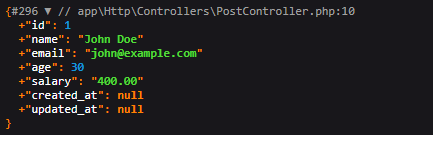 {#296 ▼ // app\Http\Controllers\PostController.php:10
+"id": 1
+"name": "John Doe"
+"email": "john@example.com"
+"age": 30
+"salary": "400.00"
+"created_at": null
+"updated_at": null
}